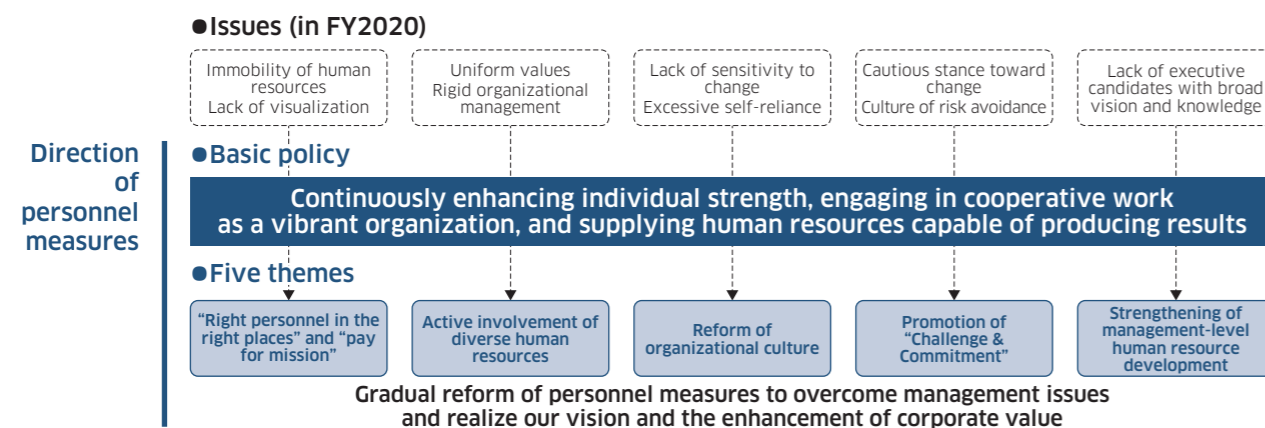 ●Issues (in FY2020)
Immobility of human
resources
Lack of visualization
Uniform values
Rigid organizational
management
Lack of sensitivity to
change
Excessive self-reliance
Cautious stance toward
change
Culture of risk avoidance
Lack of executive
candidates with broad
vision and knowledge
Direction
of
personnel
measures
●Basic policy
Continuously enhancing individual strength, engaging in cooperative work
as a vibrant organization, and supplying human resources capable of producing results
●Five themes
“Right personnel in the
right places” and “pay
for mission”
Active involvement of
diverse human
resources
Reform of
organizational culture
Promotion of
“Challenge &
Commitment”
Strengthening of
management-level
human resource
development
Gradual reform of personnel measures to overcome management issues
and realize our vision and the enhancement of corporate value